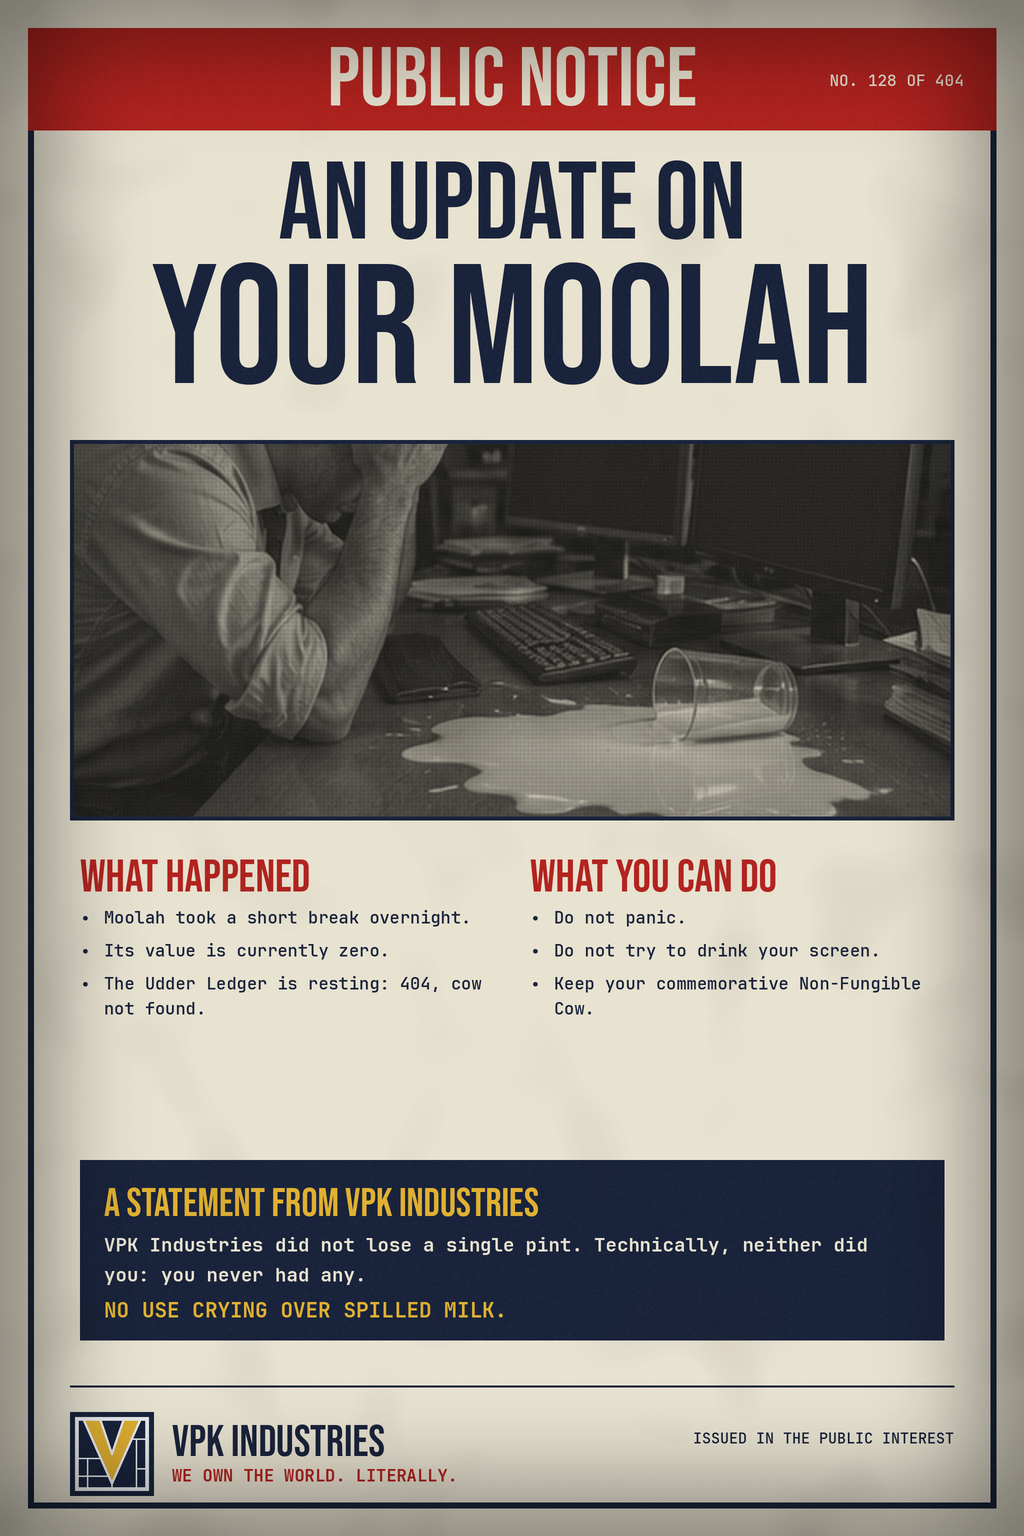 PUBLIC NOTICE
NO. 128 OF 404
AN UPDATE ON
YOUR MOOLAH
WHAT HAPPENED
• Moolah took a short break overnight.
• Its value is currently zero.
• The Udder Ledger is resting: 404, cow
not found.
WHAT YOU CAN DO
• Do not panic.
• Do not try to drink your screen.
• Keep your commemorative Non-Fungible
Cow.
A STATEMENT FROM VPK INDUSTRIES
VPK Industries did not lose a single pint. Technically, neither did
you: you never had any.
NO USE CRYING OVER SPILLED MILK.
V
VPK INDUSTRIES
WE OWN THE WORLD. LITERALLY.
ISSUED IN THE PUBLIC INTEREST